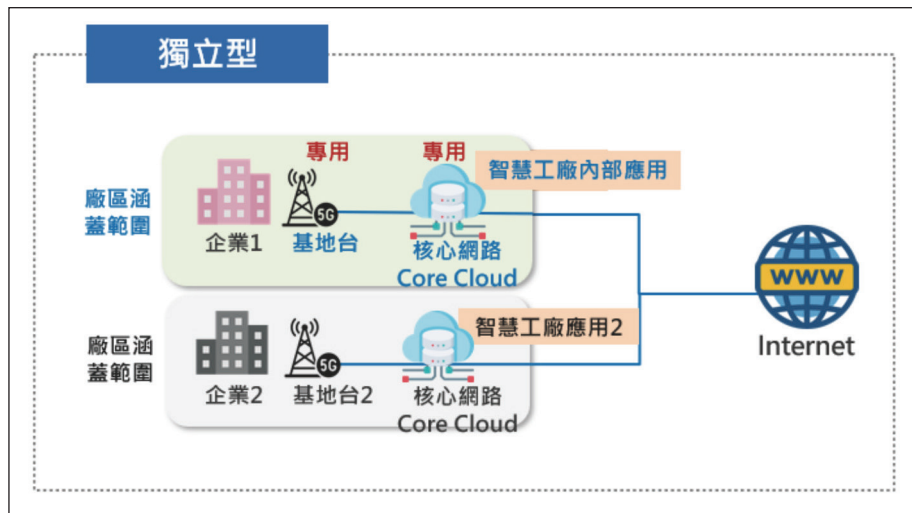 獨立型
專用
專用
智慧工廠內部應用
廠區涵
蓋範圍
5G
企業1
基地台
核心網路
Core Cloud
WWW
Internet
智慧工廠應用2
廠區涵
蓋範圍
5G
企業2
基地台2
核心網路
Core Cloud